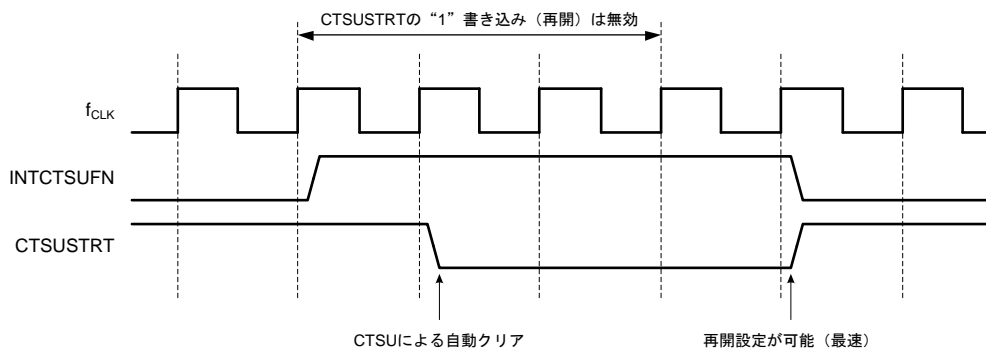 CTSUSTRTの“1”書き込み（再開）は無効
fCLK
INTCTSUFN
CTSUSTRT
CTSUによる自動クリア
再開設定が可能（最速）